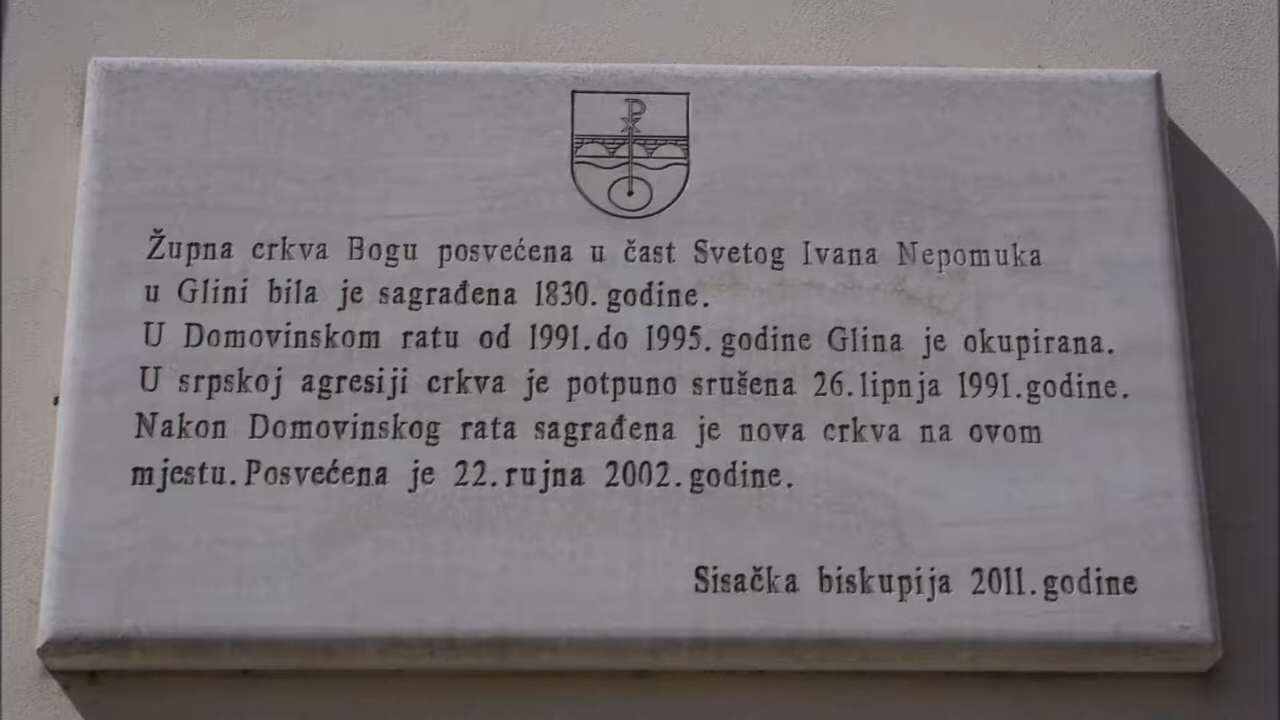 Župna crkva Bogu posvećena u čast Svetog Ivana Nepomuka
u Glini bila je sagrađena 1830. godine.
U Domovinskom ratu od 1991. do 1995. godine Glina je okupirana.
U srpskoj agresiji crkva je potpuno srušena 26. lipnja 1991. godine.
Nakon Domovinskog rata sagrađena je nova crkva na ovom
mjestu. Posvećena je 22. rujna 2002. godine.
Sisačka biskupija 2011. godine